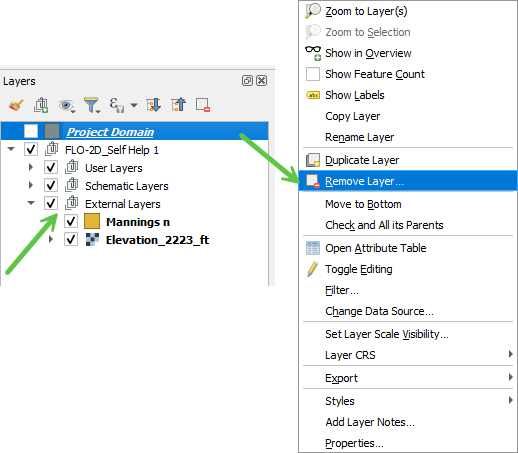 Layers
Project Domain
FLO-2D_Self Help 1
User Layers
Schematic Layers
External Layers
Mannings n
Elevation_2223_ft
Zoom to Layer(s)
Zoom to Selection
Show in Overview
Show Feature Count
abc Show Labels
Copy Layer
Rename Layer
Duplicate Layer
Remove Layer...
Move to Bottom
Check and All its Parents
Open Attribute Table
Toggle Editing
Filter...
Change Data Source...
Set Layer Scale Visibility...
Layer CRS
Export
Styles
Add Layer Notes...
Properties...